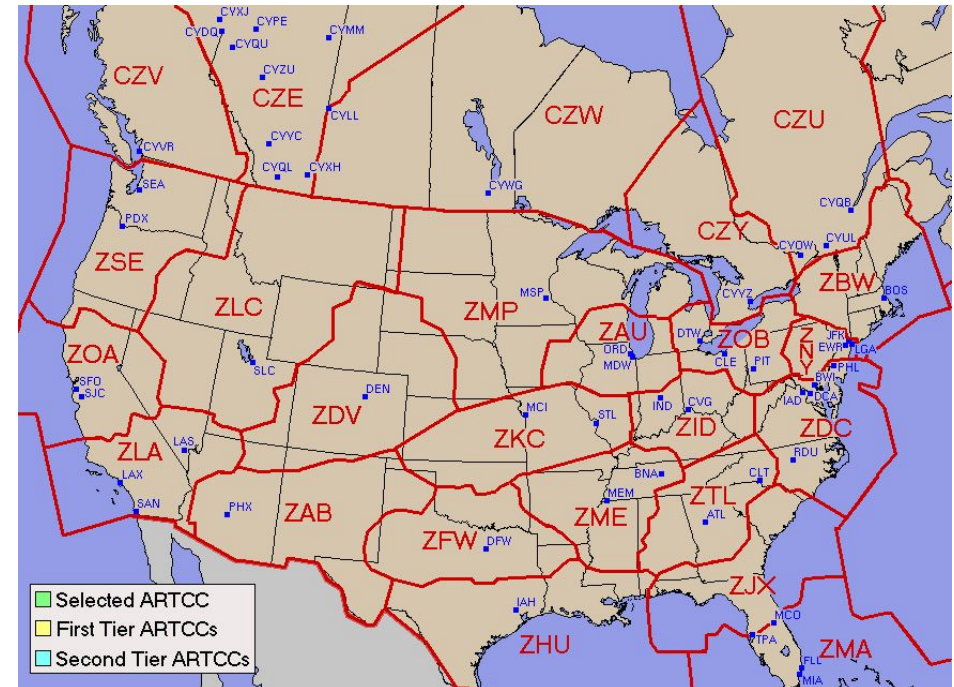 CYXJ
CYPE
CYDQ
CYMM
CYQU
CZV
CYZU
CZE
CYLL
CZW
CZU
CYVR
CYYC
CYQL
CYXH
SEA
CYWG
CYQB
PDX
CZY
CYOW
CYUL
ZSE
ZLC
ZMP
MSP
CYYZ
ZBW
BOS
ZOA
ZAU
DTW
ZOB
ZNY
JFK
LGA
EWR
ORD
MDW
CLE
PIT
PHL
SLC
SFO
SJC
ZDV
DEN
BWI
IAD
DCA
MCI
STL
IND
CVG
ZID
ZDC
ZKC
ZLA
LAS
RDU
LAX
BNA
CLT
SAN
PHX
ZAB
MEM
ZME
ZTL
ATL
ZFW
DFW
IAH
ZHU
ZJX
MCO
TPA
ZMA
FLL
MIA
Selected ARTCC
First Tier ARTCCs
Second Tier ARTCCs